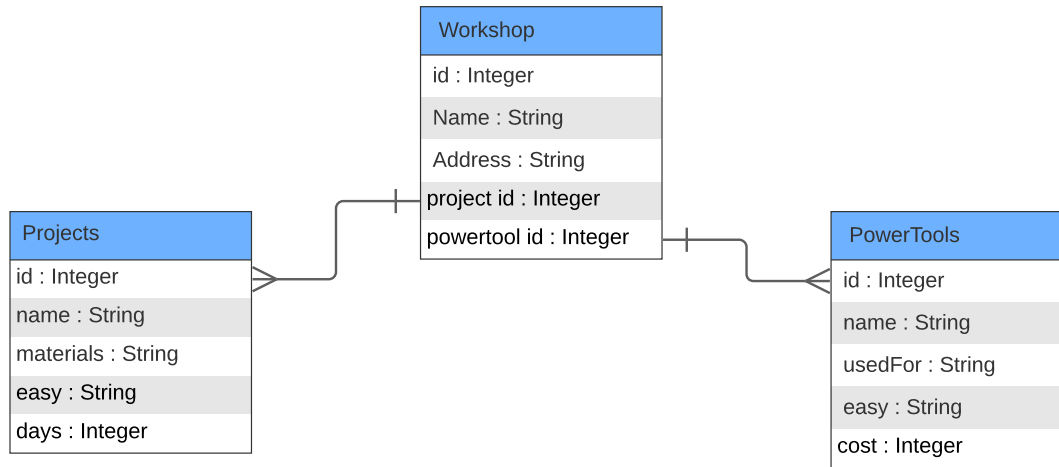 Workshop
id : Integer
Name : String
Address : String
project id : Integer
powertool id : Integer
Projects
id : Integer
name : String
materials : String
easy : String
days : Integer
PowerTools
id : Integer
name : String
usedFor : String
easy : String
cost : Integer